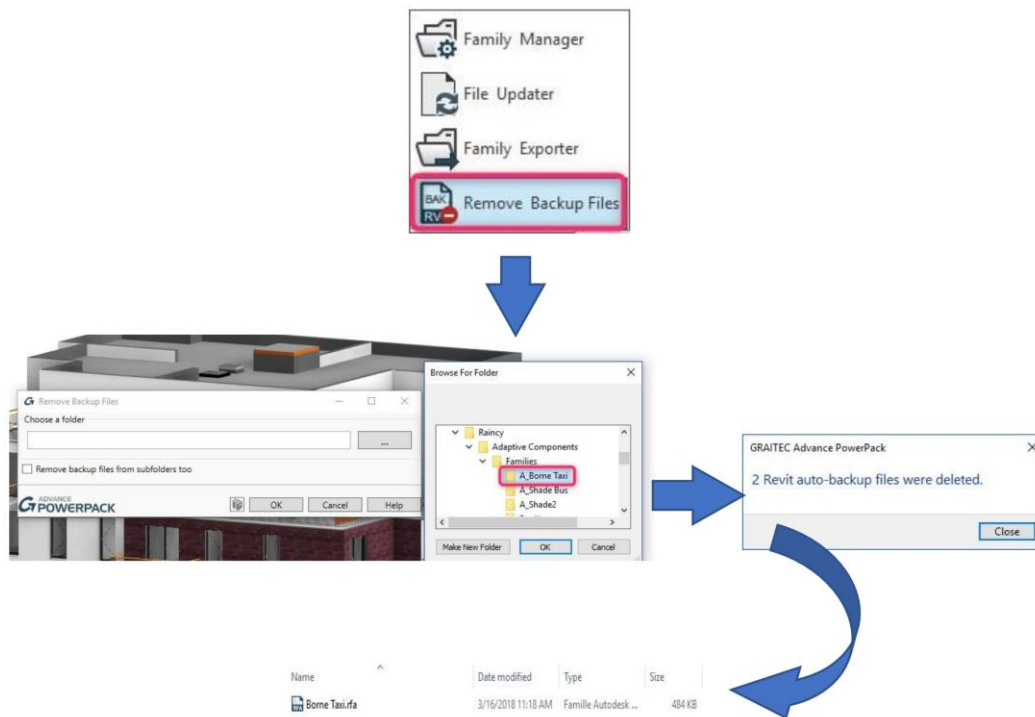 Family Manager
File Updater
Family Exporter
BAK
RV
Remove Backup Files
Remove Backup Files
Choose a folder
...
Remove backup files from subfolders too
ADVANCE
POWERPACK
OK
Cancel
Help
Browse For Folder
Raincy
Adaptive Components
Families
A_Borne Taxi
A_Shade Bus
A_Shade2
Make New Folder
OK
Cancel
GRAITEC Advance PowerPack
2 Revit auto-backup files were deleted.
Close
Name Date modified Type Size
Borne Taxi.rfa 3/16/2018 11:18 AM Famille Autodesk ... 484 KB